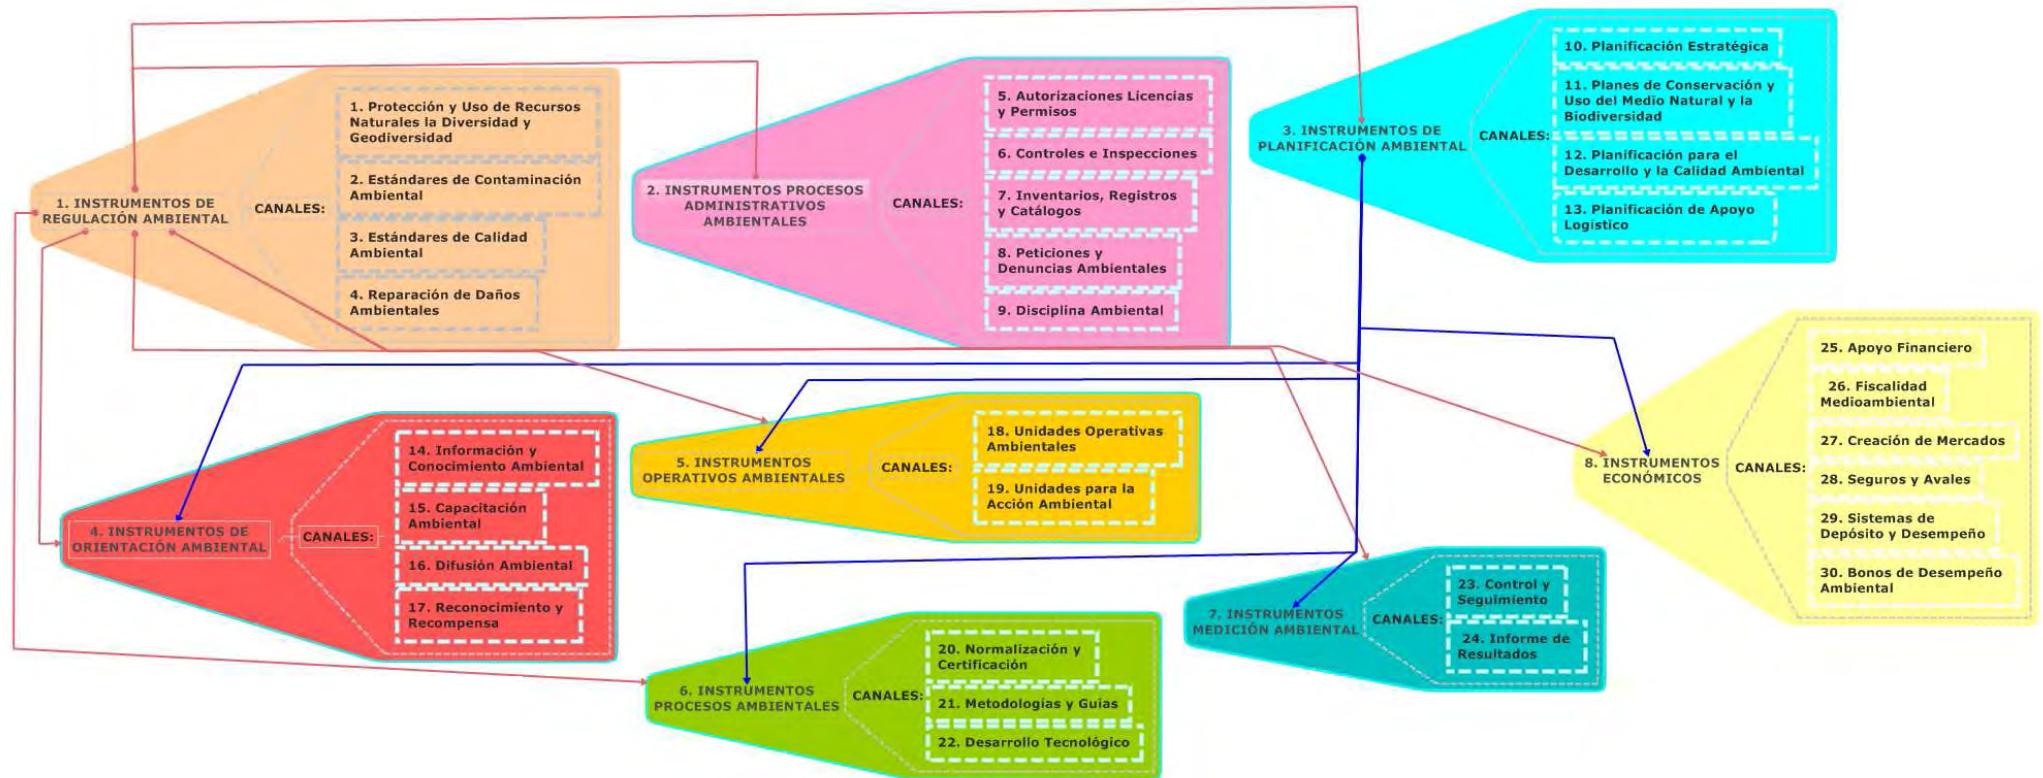 1. INSTRUMENTOS DE
REGULACIÓN AMBIENTAL
CANALES:
1. Protección y Uso de Recursos
Naturales la Diversidad y
Geodiversidad
2. Estándares de Contaminación
Ambiental
3. Estándares de Calidad
Ambiental
4. Reparación de Daños
Ambientales
2. INSTRUMENTOS PROCESOS
ADMINISTRATIVOS
AMBIENTALES
CANALES:
5. Autorizaciones Licencias
y Permisos
6. Controles e Inspecciones
7. Inventarios, Registros
y Catálogos
8. Peticiones y
Denuncias Ambientales
9. Disciplina Ambiental
3. INSTRUMENTOS DE
PLANIFICACIÓN AMBIENTAL
CANALES:
10. Planificación Estratégica
11. Planes de Conservación y
Uso del Medio Natural y la
Biodiversidad
12. Planificación para el
Desarrollo y la Calidad Ambiental
13. Planificación de Apoyo
Logístico
4. INSTRUMENTOS DE
ORIENTACIÓN AMBIENTAL
CANALES:
14. Información y
Conocimiento Ambiental
15. Capacitación
Ambiental
16. Difusión Ambiental
17. Reconocimiento y
Recompensa
5. INSTRUMENTOS
OPERATIVOS AMBIENTALES
CANALES:
18. Unidades Operativas
Ambientales
19. Unidades para la
Acción Ambiental
6. INSTRUMENTOS
PROCESOS AMBIENTALES
CANALES:
20. Normalización y
Certificación
21. Metodologías y Guías
22. Desarrollo Tecnológico
7. INSTRUMENTOS
MEDICIÓN AMBIENTAL
CANALES:
23. Control y
Seguimiento
24. Informe de
Resultados
8. INSTRUMENTOS
ECONÓMICOS
CANALES:
25. Apoyo Financiero
26. Fiscalidad
Medioambiental
27. Creación de Mercados
28. Seguros y Avales
29. Sistemas de
Depósito y Desempeño
30. Bonos de Desempeño
Ambiental